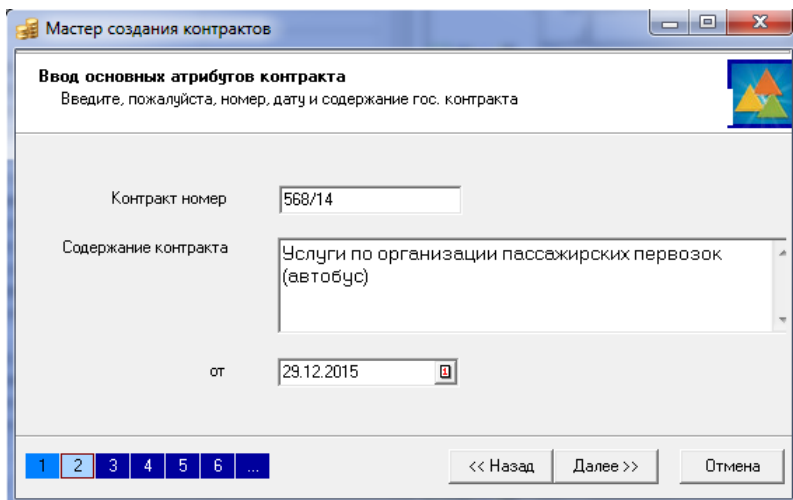 Мастер создания контрактов
Ввод основных атрибутов контракта
Введите, пожалуйста, номер, дату и содержание гос. контракта
Контракт номер 568/14
Содержание контракта Услуги по организации пассажирских первозок
(автобус)
от 29.12.2015
1 2 3 4 5 6 ... << Назад Далее >> Отмена